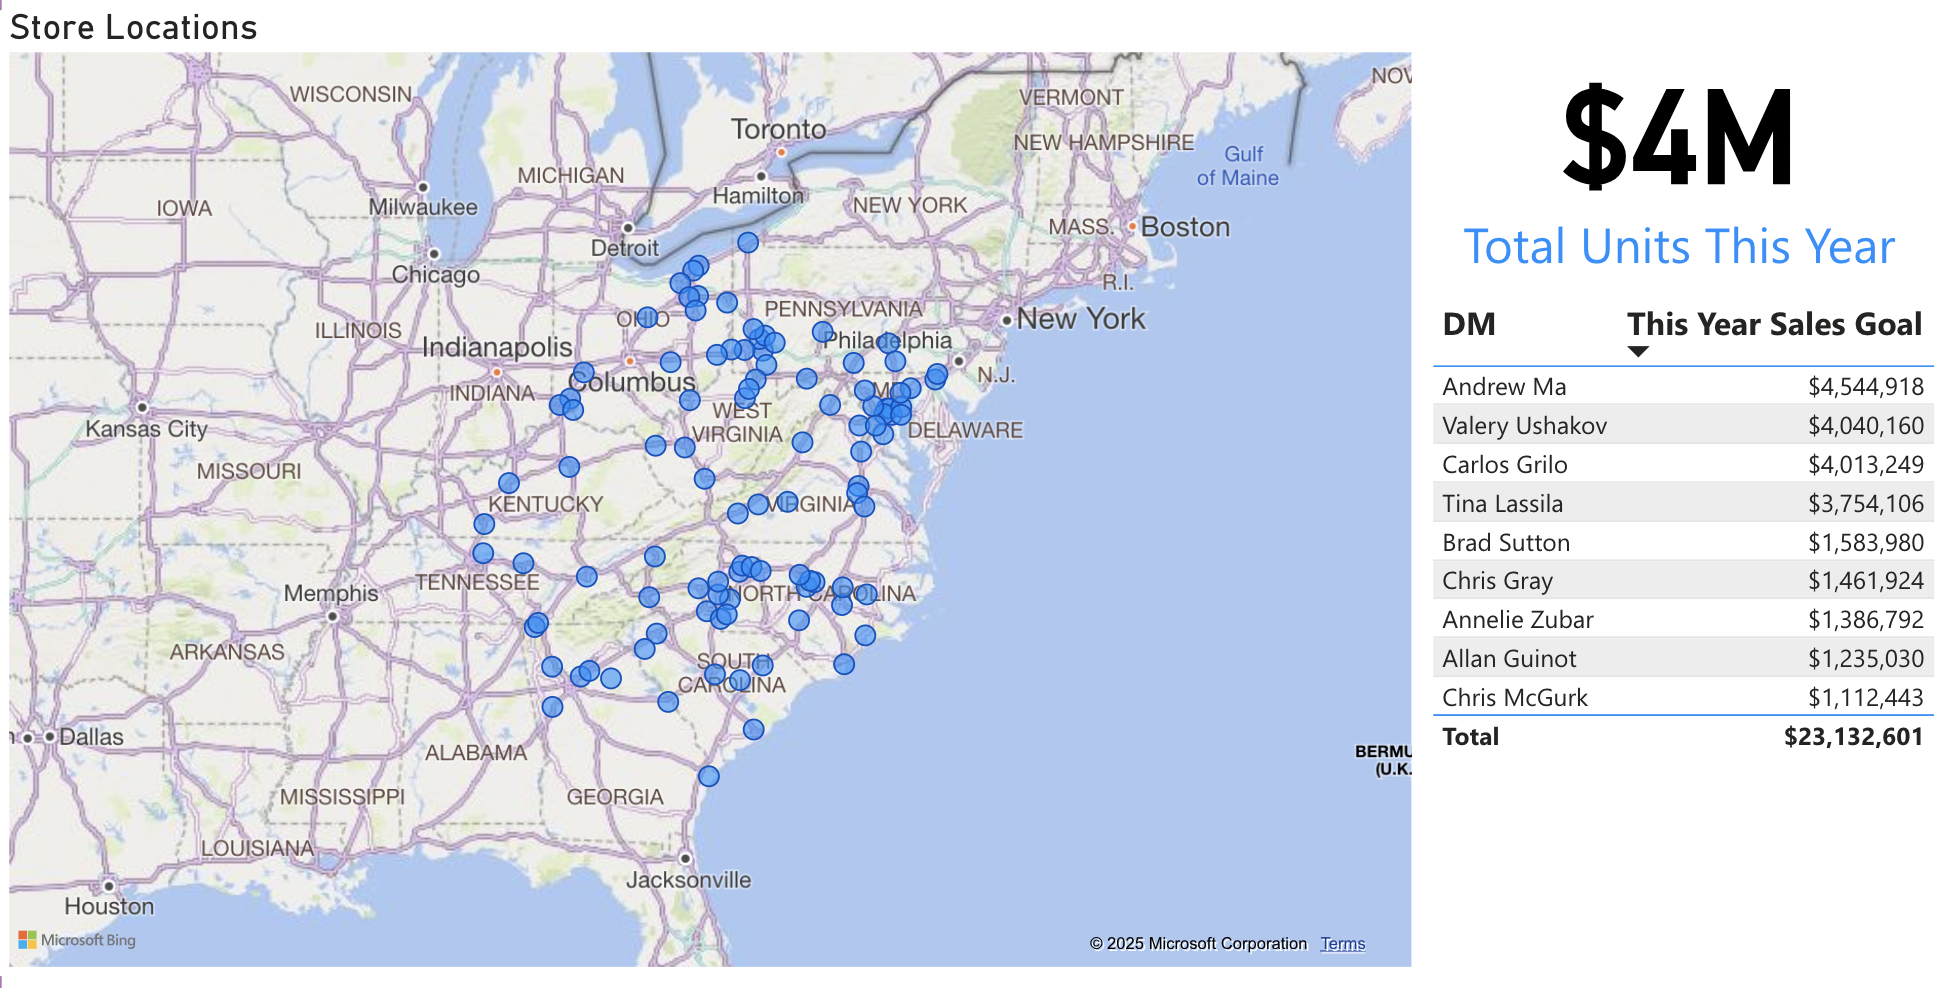 Store Locations
WISCONSIN
VERMONT
NOV
Toronto
NEW HAMPSHIRE
Gulf
of Maine
MICHIGAN
Hamilton
IOWA
Milwaukee
NEW YORK
MASS.
Boston
Detroit
Chicago
R.I.
PENNSYLVANIA
OHIO
New York
ILLINOIS
Indianapolis
Philadelphia
N.J.
Columbus
INDIANA
WEST
VIRGINIA
DELAWARE
Kansas City
MISSOURI
KENTUCKY
VIRGINIA
TENNESSEE
Memphis
NORTH CAROLINA
ARKANSAS
SOUTH
CAROLINA
Dallas
ALABAMA
BERMU
(U.K.
MISSISSIPPI
GEORGIA
LOUISIANA
Jacksonville
Houston
Microsoft Bing
© 2025 Microsoft Corporation Terms
$4M
Total Units This Year
DM This Year Sales Goal
Andrew Ma $4,544,918
Valery Ushakov $4,040,160
Carlos Grilo $4,013,249
Tina Lassila $3,754,106
Brad Sutton $1,583,980
Chris Gray $1,461,924
Annelie Zubar $1,386,792
Allan Guinot $1,235,030
Chris McGurk $1,112,443
Total $23,132,601